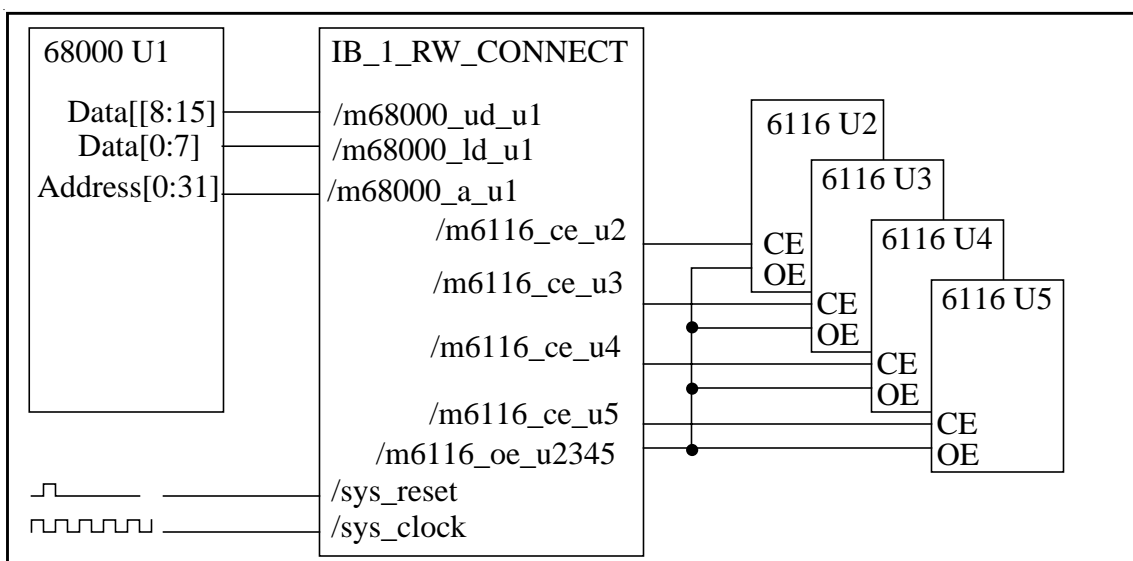 68000 U1
Data[[8:15]
Data[0:7]
Address[0:31]
IB_1_RW_CONNECT
/m68000_ud_u1
/m68000_ld_u1
/m68000_a_u1
/m6116_ce_u2
/m6116_ce_u3
/m6116_ce_u4
/m6116_ce_u5
/m6116_oe_u2345
/sys_reset
/sys_clock
6116 U2
CE
OE
6116 U3
CE
OE
6116 U4
CE
OE
6116 U5
CE
OE